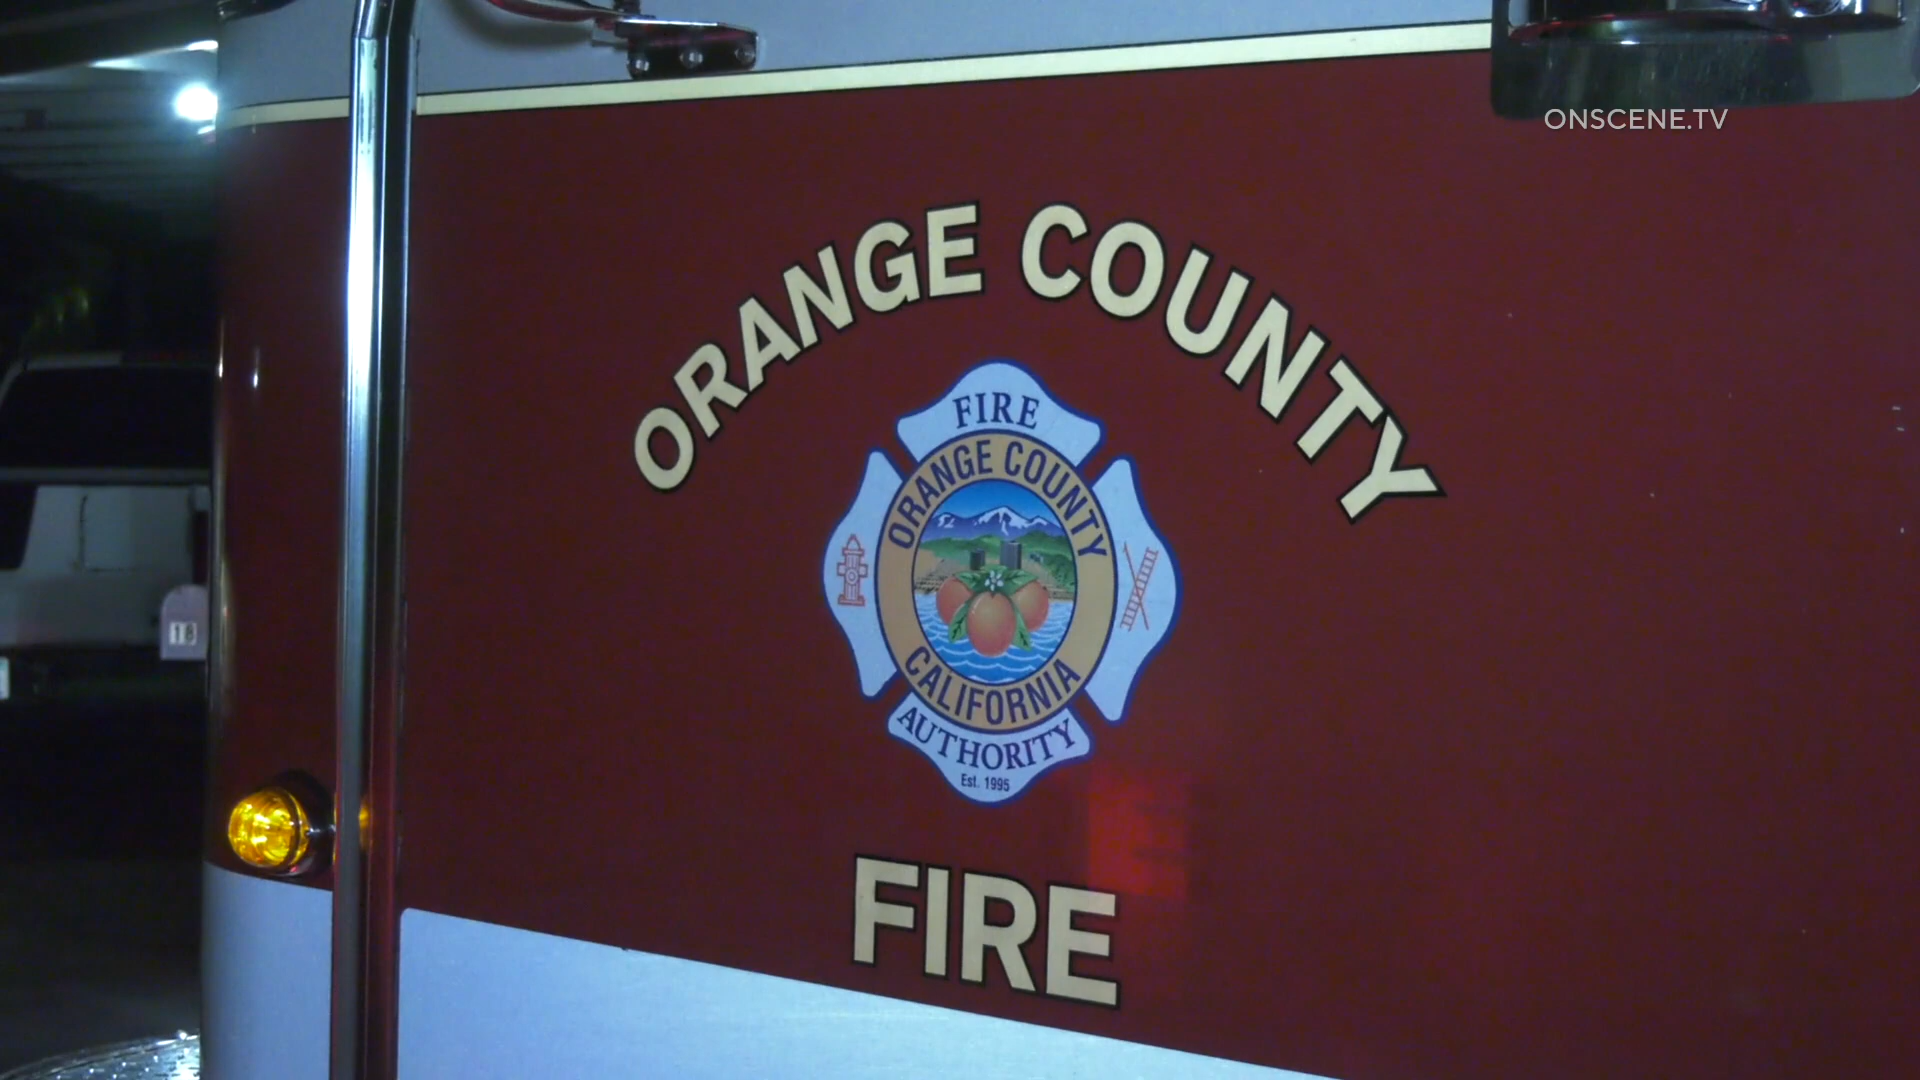 ONSCENE.TV
ORANGE COUNTY
FIRE
ORANGE COUNTY
CALIFORNIA
AUTHORITY
Est. 1995
FIRE
18